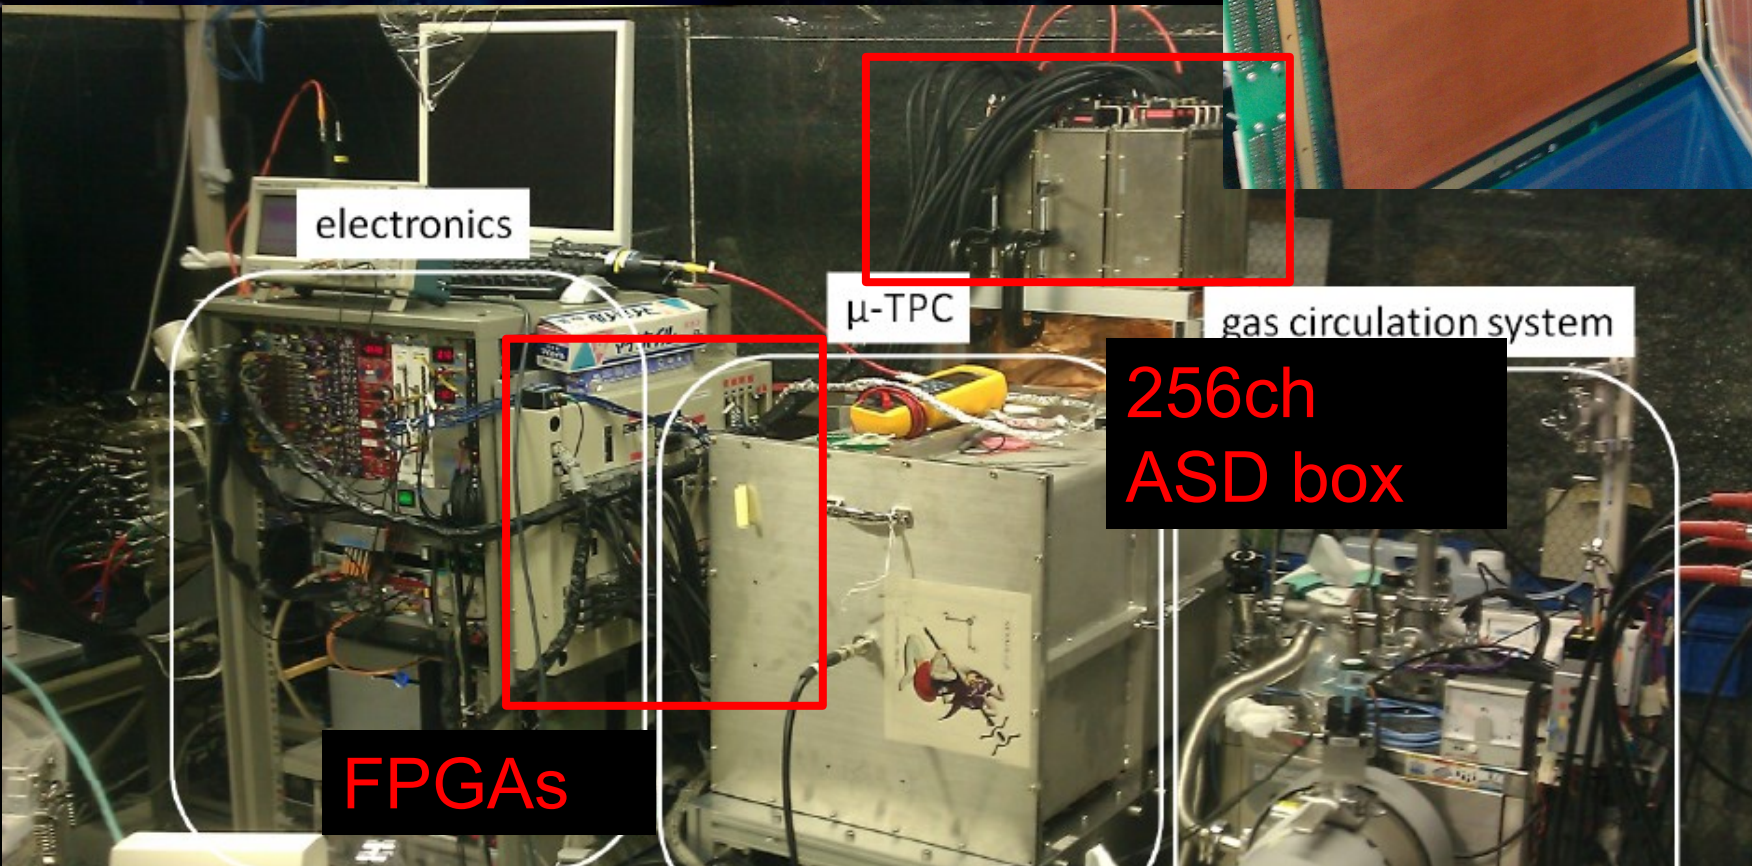 electronics
μ-TPC
gas circulation system
256ch
ASD box
FPGAs